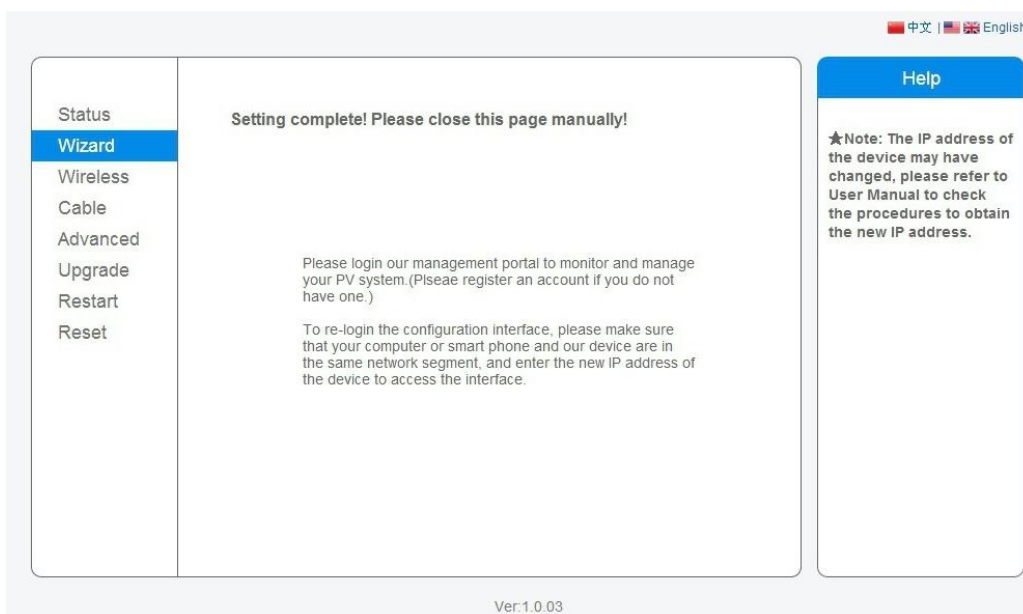 中文 | English
Help
Status
Wizard
Wireless
Cable
Advanced
Upgrade
Restart
Reset
Setting complete! Please close this page manually!
Please login our management portal to monitor and manage
your PV system.(Plseae register an account if you do not
have one.)
To re-login the configuration interface, please make sure
that your computer or smart phone and our device are in
the same network segment, and enter the new IP address of
the device to access the interface.
★Note: The IP address of
the device may have
changed, please refer to
User Manual to check
the procedures to obtain
the new IP address.
Ver:1.0.03